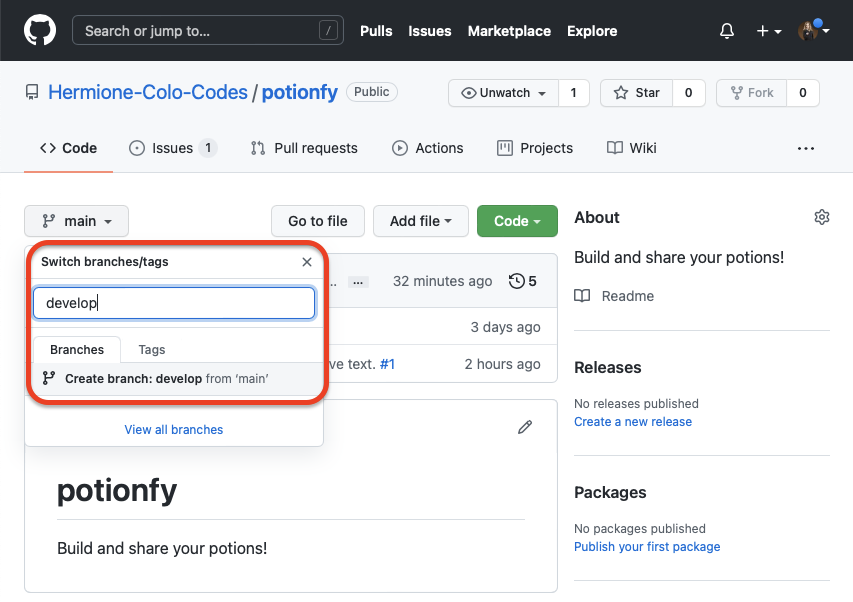 Search or jump to... /
Pulls Issues Marketplace Explore
Hermione-Colo-Codes / potionfy Public
Unwatch 1 Star 0 Fork 0
Code Issues 1 Pull requests Actions Projects Wiki ...
main Go to file Add file Code
Switch branches/tags
develop
Branches Tags
Create branch: develop from ‘main’
View all branches
... 32 minutes ago 5
3 days ago
ve text. #1 2 hours ago
potionfy
Build and share your potions!
About
Build and share your potions!
Readme
Releases
No releases published
Create a new release
Packages
No packages published
Publish your first package